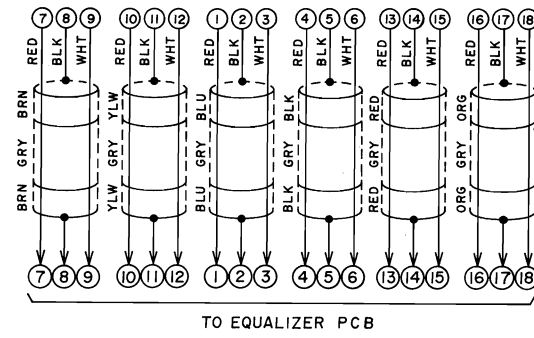 7 8 9 10 11 12 1 2 3 4 5 6 13 14 15 16 17 18
RED BLK WHT RED BLK WHT RED BLK WHT RED BLK WHT RED BLK WHT RED BLK WHT
BRN YLW BLU BLK RED ORG
GRY GRY GRY GRY GRY GRY
BRN YLW BLU BLK RED ORG
7 8 9 10 11 12 1 2 3 4 5 6 13 14 15 16 17 18
TO EQUALIZER PCB